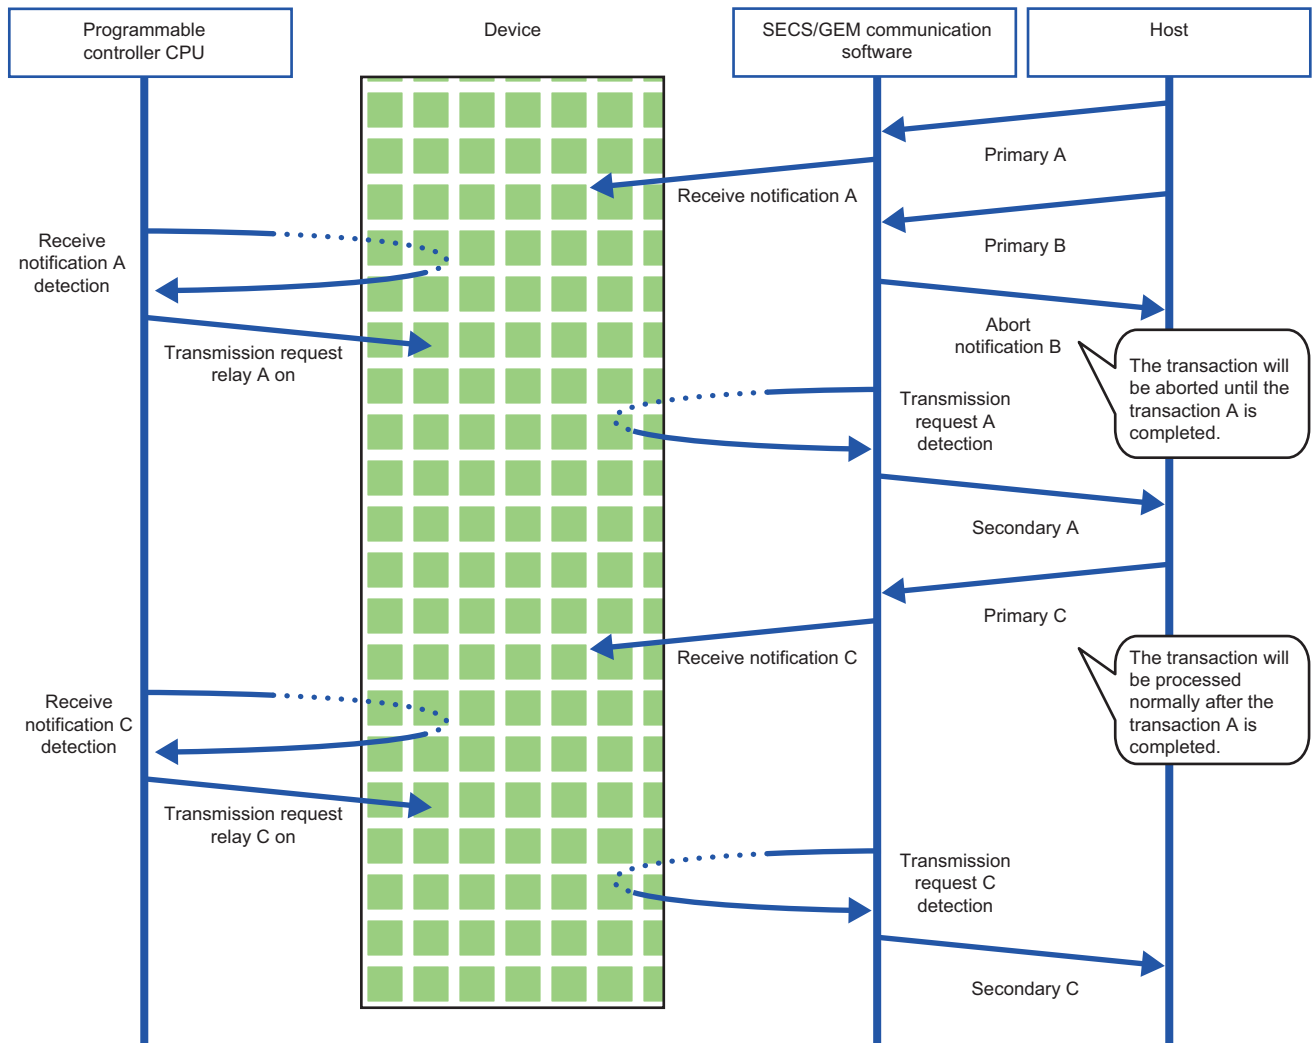 Programmable
controller CPU
Device
SECS/GEM communication
software
Host
Primary A
Receive notification A
Primary B
Receive
notification A
detection
Abort
notification B
Transmission request
relay A on
The transaction will
be aborted until the
transaction A is
completed.
Transmission
request A
detection
Secondary A
Primary C
Receive notification C
The transaction will
be processed
normally after the
transaction A is
completed.
Receive
notification C
detection
Transmission request
relay C on
Transmission
request C
detection
Secondary C